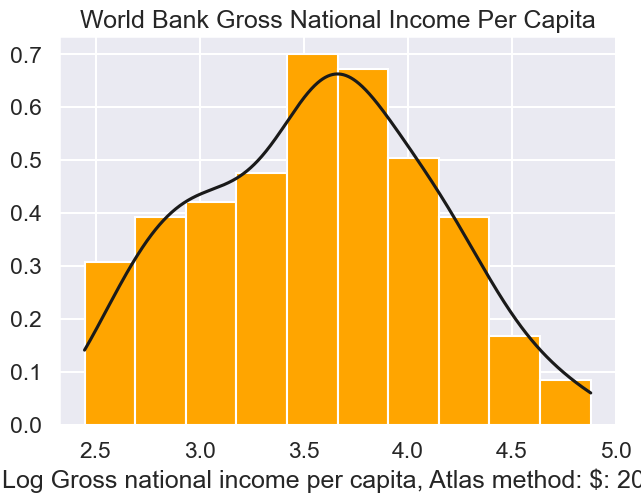 World Bank Gross National Income Per Capita
0.7
0.6
0.5
0.4
0.3
0.2
0.1
0.0
2.5 3.0 3.5 4.0 4.5 5.0
Log Gross national income per capita, Atlas method: $: 20